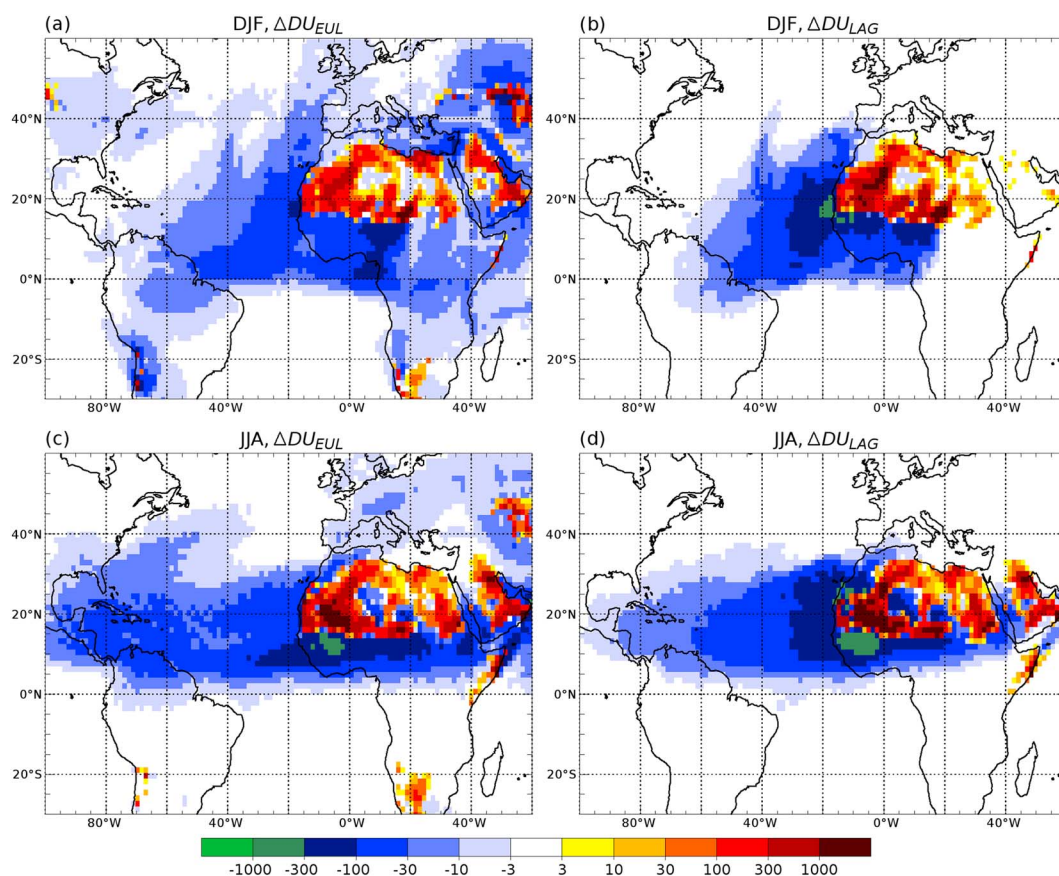 (a) DJF, ΔDU_EUL
(b) DJF, ΔDU_LAG
40°N 40°N
20°N 20°N
0°N 0°N
20°S 20°S
80°W 40°W 0°W 40°W 80°W 40°W 0°W 40°W
(c) JJA, ΔDU_EUL
(d) JJA, ΔDU_LAG
40°N 40°N
20°N 20°N
0°N 0°N
20°S 20°S
80°W 40°W 0°W 40°W 80°W 40°W 0°W 40°W
-1000 -300 -100 -30 -10 -3 3 10 30 100 300 1000